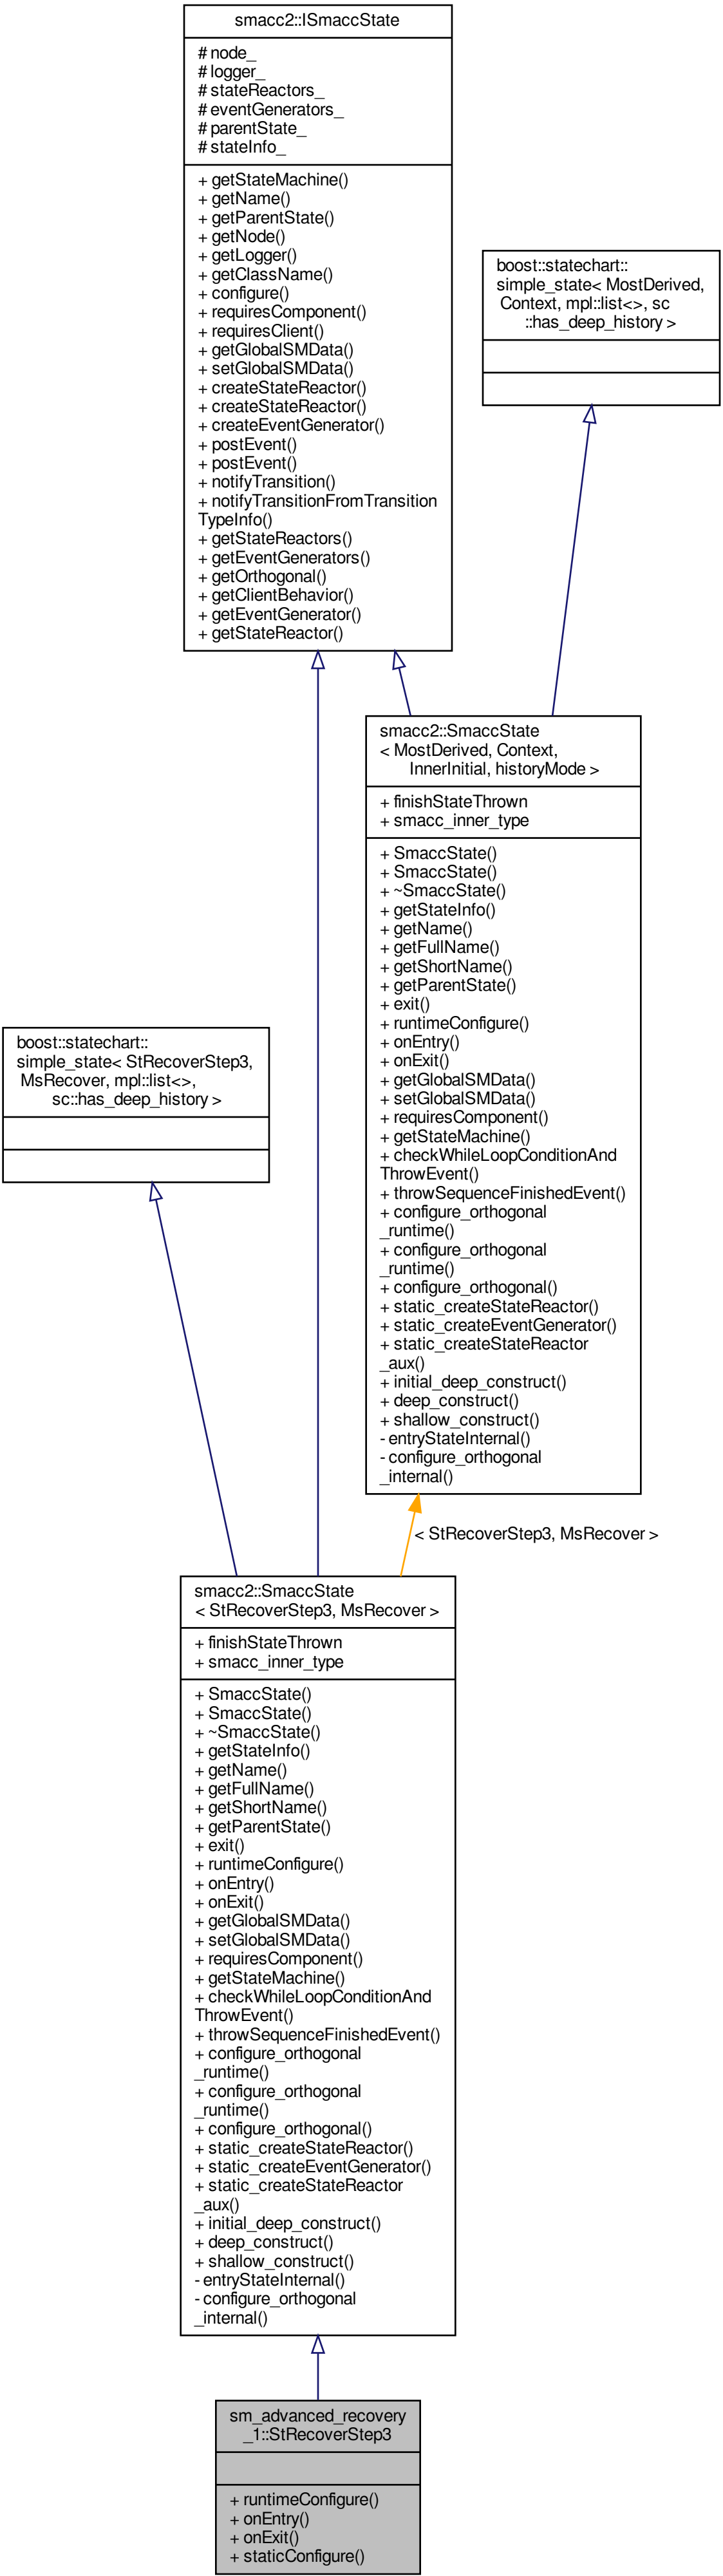 smacc2::ISmaccState
# node_
# logger_
# stateReactors_
# eventGenerators_
# parentState_
# stateInfo_
+ getStateMachine()
+ getName()
+ getParentState()
+ getNode()
+ getLogger()
+ getClassName()
+ configure()
+ requiresComponent()
+ requiresClient()
+ getGlobalSMData()
+ setGlobalSMData()
+ createStateReactor()
+ createStateReactor()
+ createEventGenerator()
+ postEvent()
+ postEvent()
+ notifyTransition()
+ notifyTransitionFromTransition
TypeInfo()
+ getStateReactors()
+ getEventGenerators()
+ getOrthogonal()
+ getClientBehavior()
+ getEventGenerator()
+ getStateReactor()
boost::statechart::
simple_state< MostDerived,
Context, mpl::list<>, sc
::has_deep_history >
smacc2::SmaccState
< MostDerived, Context,
InnerInitial, historyMode >
+ finishStateThrown
+ smacc_inner_type
+ SmaccState()
+ SmaccState()
+ ~SmaccState()
+ getStateInfo()
+ getName()
+ getFullName()
+ getShortName()
+ getParentState()
+ exit()
+ runtimeConfigure()
+ onEntry()
+ onExit()
+ getGlobalSMData()
+ setGlobalSMData()
+ requiresComponent()
+ getStateMachine()
+ checkWhileLoopConditionAnd
ThrowEvent()
+ throwSequenceFinishedEvent()
+ configure_orthogonal
_runtime()
+ configure_orthogonal
_runtime()
+ configure_orthogonal()
+ static_createStateReactor()
+ static_createEventGenerator()
+ static_createStateReactor
_aux()
+ initial_deep_construct()
+ deep_construct()
+ shallow_construct()
- entryStateInternal()
- configure_orthogonal
_internal()
boost::statechart::
simple_state< StRecoverStep3,
MsRecover, mpl::list<>,
sc::has_deep_history >
< StRecoverStep3, MsRecover >
smacc2::SmaccState
< StRecoverStep3, MsRecover >
+ finishStateThrown
+ smacc_inner_type
+ SmaccState()
+ SmaccState()
+ ~SmaccState()
+ getStateInfo()
+ getName()
+ getFullName()
+ getShortName()
+ getParentState()
+ exit()
+ runtimeConfigure()
+ onEntry()
+ onExit()
+ getGlobalSMData()
+ setGlobalSMData()
+ requiresComponent()
+ getStateMachine()
+ checkWhileLoopConditionAnd
ThrowEvent()
+ throwSequenceFinishedEvent()
+ configure_orthogonal
_runtime()
+ configure_orthogonal
_runtime()
+ configure_orthogonal()
+ static_createStateReactor()
+ static_createEventGenerator()
+ static_createStateReactor
_aux()
+ initial_deep_construct()
+ deep_construct()
+ shallow_construct()
- entryStateInternal()
- configure_orthogonal
_internal()
sm_advanced_recovery
_1::StRecoverStep3
+ runtimeConfigure()
+ onEntry()
+ onExit()
+ staticConfigure()